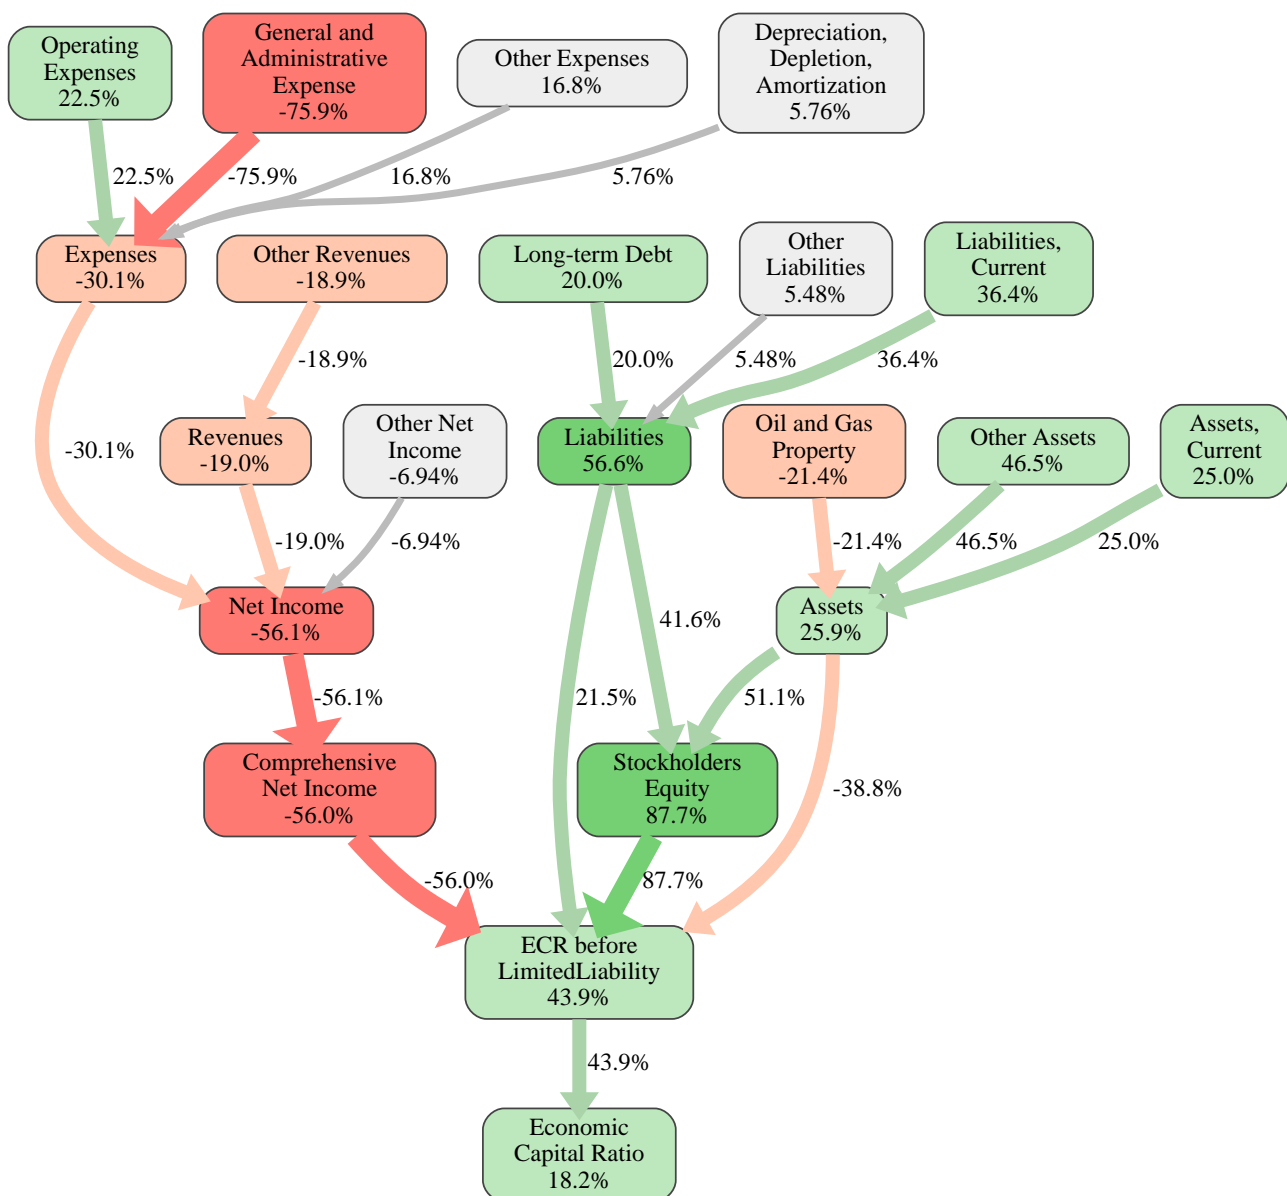 Operating
Expenses
22.5%
General and
Administrative
Expense
-75.9%
Other Expenses
16.8%
Depreciation,
Depletion,
Amortization
5.76%
22.5%
-75.9%
16.8%
5.76%
Expenses
-30.1%
Other Revenues
-18.9%
Long-term Debt
20.0%
Other
Liabilities
5.48%
Liabilities,
Current
36.4%
-18.9%
20.0%
5.48%
36.4%
-30.1%
Revenues
-19.0%
Other Net
Income
-6.94%
Liabilities
56.6%
Oil and Gas
Property
-21.4%
Other Assets
46.5%
Assets,
Current
25.0%
-19.0%
-6.94%
-21.4%
46.5%
25.0%
Net Income
-56.1%
Assets
25.9%
41.6%
-56.1%
21.5%
51.1%
Comprehensive
Net Income
-56.0%
Stockholders
Equity
87.7%
-38.8%
-56.0%
87.7%
ECR before
LimitedLiability
43.9%
43.9%
Economic
Capital Ratio
18.2%